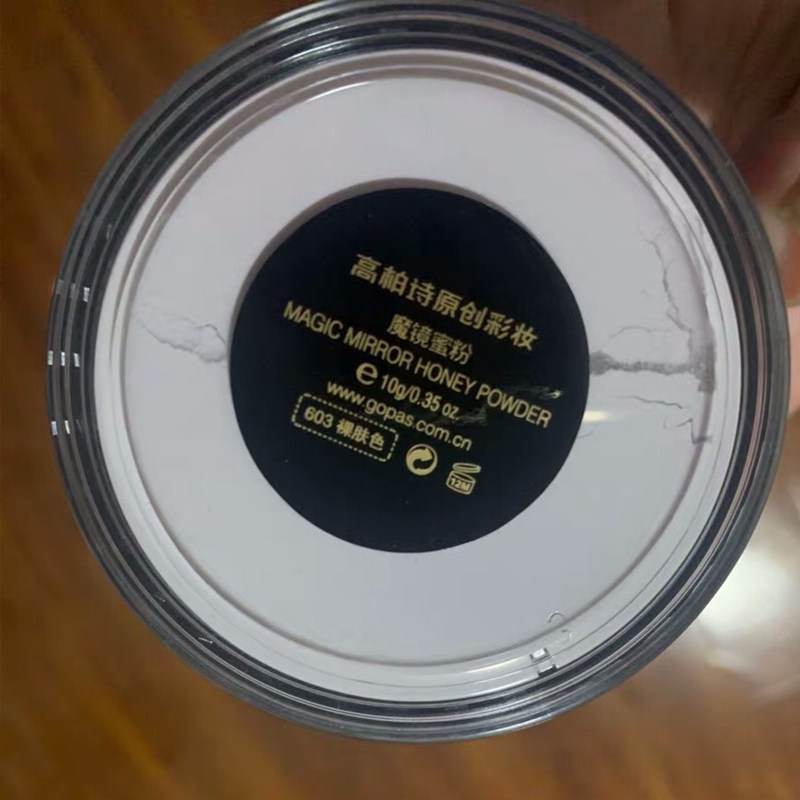 高柏诗原创彩妆
魔镜蜜粉
MAGIC MIRROR HONEY POWDER
e 10g/0.35 oz.
www.gopas.com.cn
603 裸肤色
12M